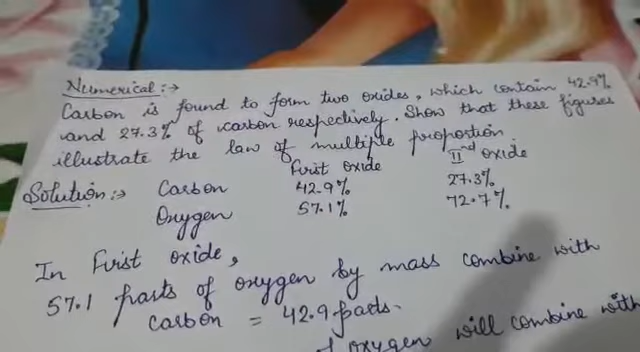 Numerical :→
Carbon is found to form two oxides, which contain 42.9%
and 27.3% of carbon respectively. Show that these figures
illustrate the law of multiple proportion.
First oxide IInd oxide
Solution :→ Carbon 42.9% 27.3%
Oxygen 57.1% 72.7%
In First oxide,
57.1 parts of oxygen by mass combine with
carbon = 42.9 parts.
oxygen will combine with